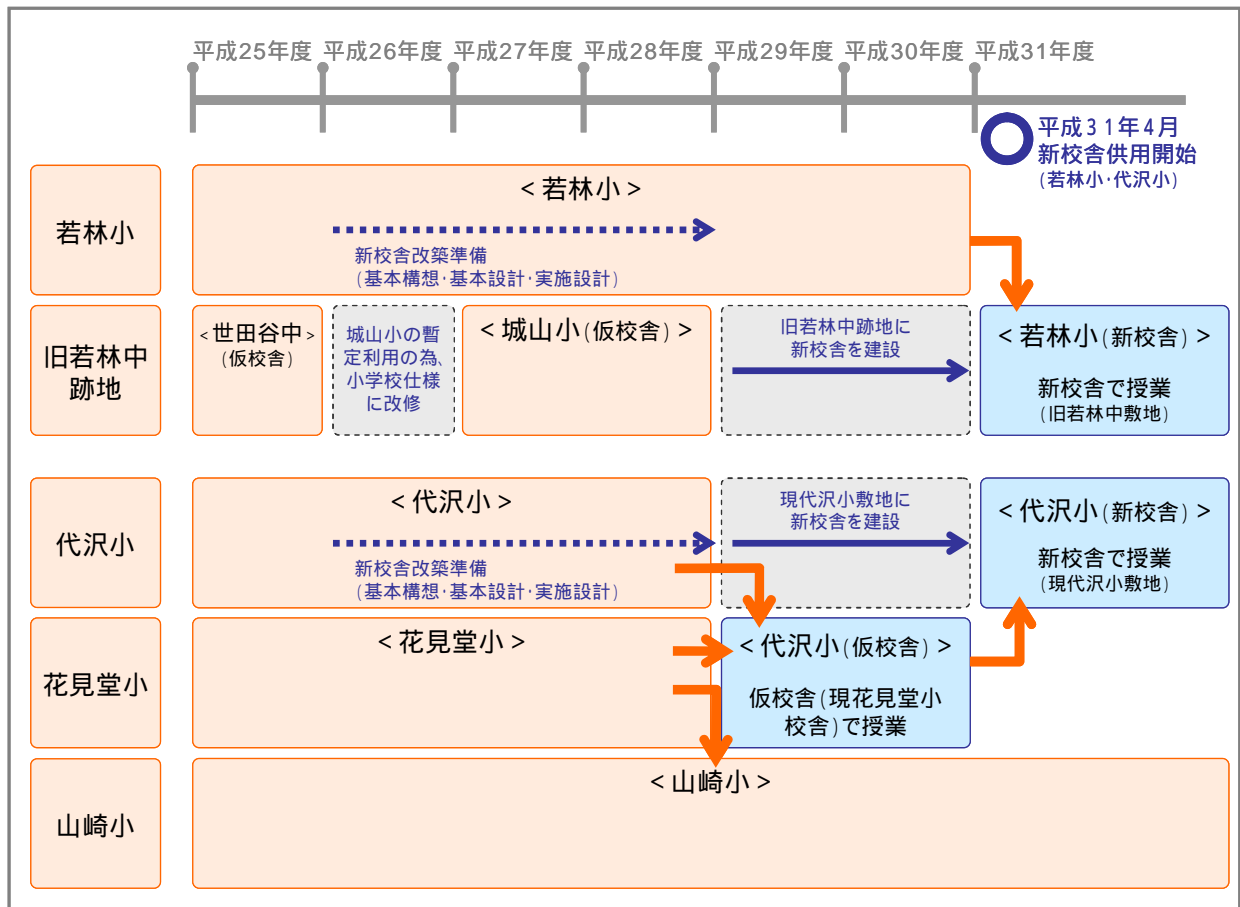 平成25年度 平成26年度 平成27年度 平成28年度 平成29年度 平成30年度 平成31年度
平成31年4月
新校舎供用開始
(若林小・代沢小)
若林小
<若林小>
新校舎改築準備
(基本構想・基本設計・実施設計)
旧若林中
跡地
<世田谷中>
(仮校舎)
城山小の暫
定利用の為、
小学校仕様
に改修
<城山小(仮校舎)>
旧若林中跡地に
新校舎を建設
<若林小(新校舎)>
新校舎で授業
(旧若林中敷地)
代沢小
<代沢小>
新校舎改築準備
(基本構想・基本設計・実施設計)
現代沢小敷地に
新校舎を建設
<代沢小(新校舎)>
新校舎で授業
(現代沢小敷地)
花見堂小
<花見堂小>
<代沢小(仮校舎)>
仮校舎(現花見堂小
校舎)で授業
山崎小
<山崎小>